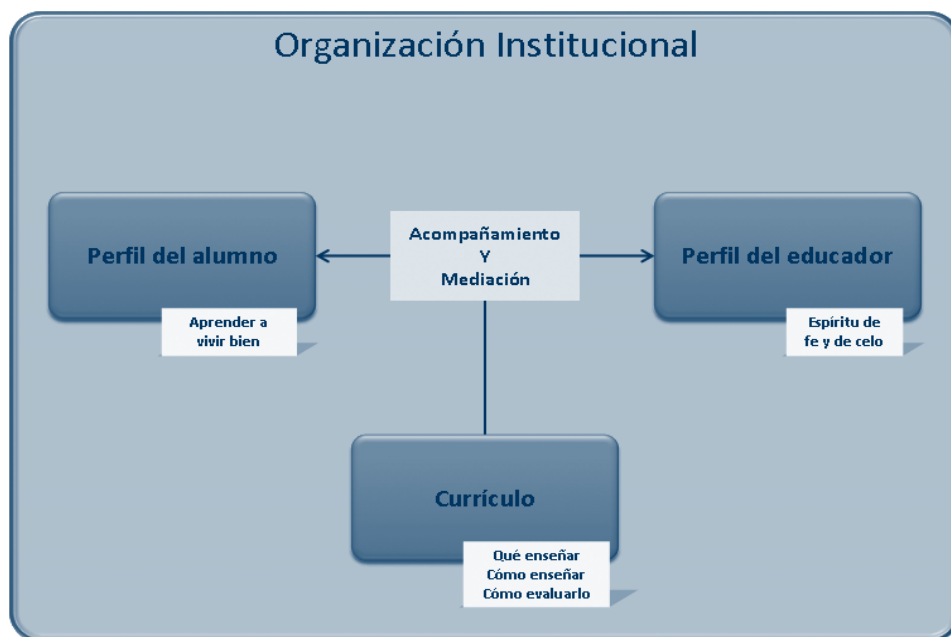 Organización Institucional
Acompañamiento
Y
Mediación
Perfil del alumno
Perfil del educador
Aprender a
vivir bien
Espíritu de
fe y de celo
Currículo
Qué enseñar
Cómo enseñar
Cómo evaluarlo